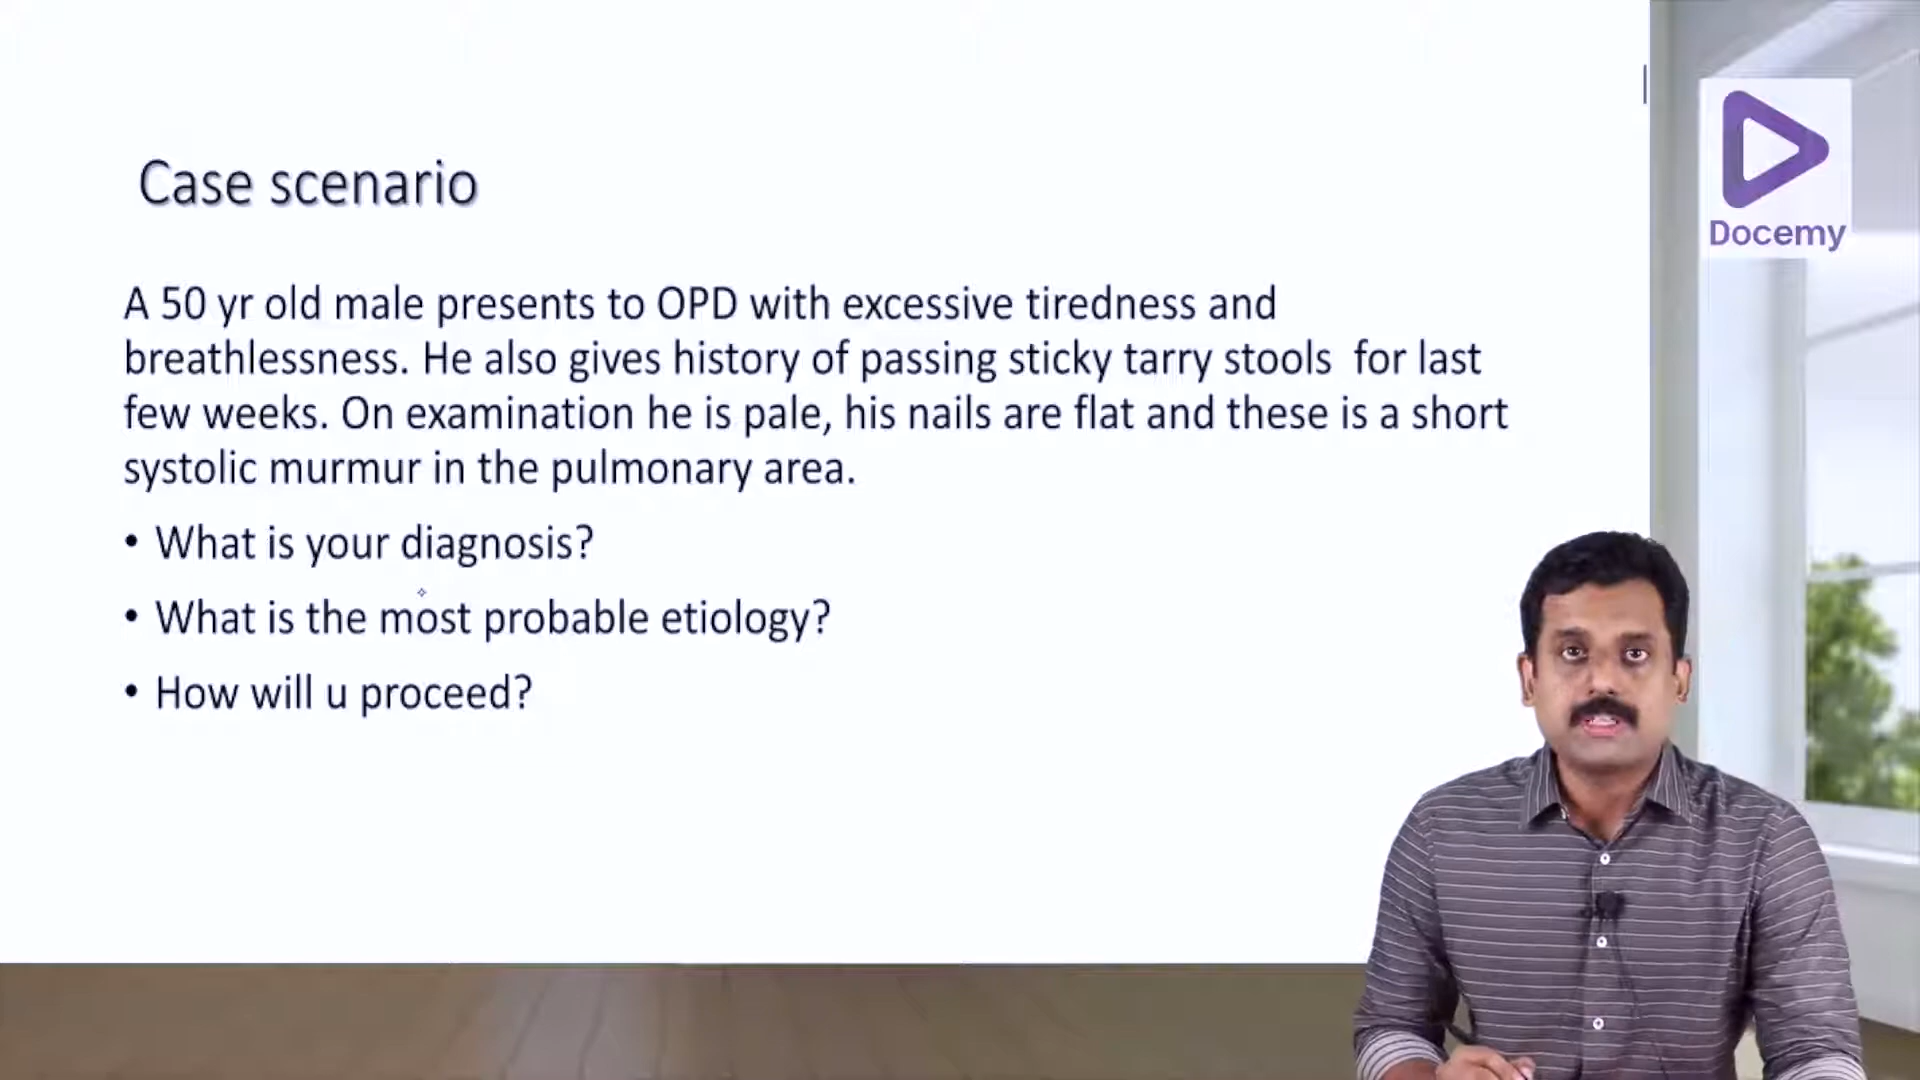 Docemy
Case scenario
A 50 yr old male presents to OPD with excessive tiredness and
breathlessness. He also gives history of passing sticky tarry stools for last
few weeks. On examination he is pale, his nails are flat and these is a short
systolic murmur in the pulmonary area.
• What is your diagnosis?
• What is the most probable etiology?
• How will u proceed?